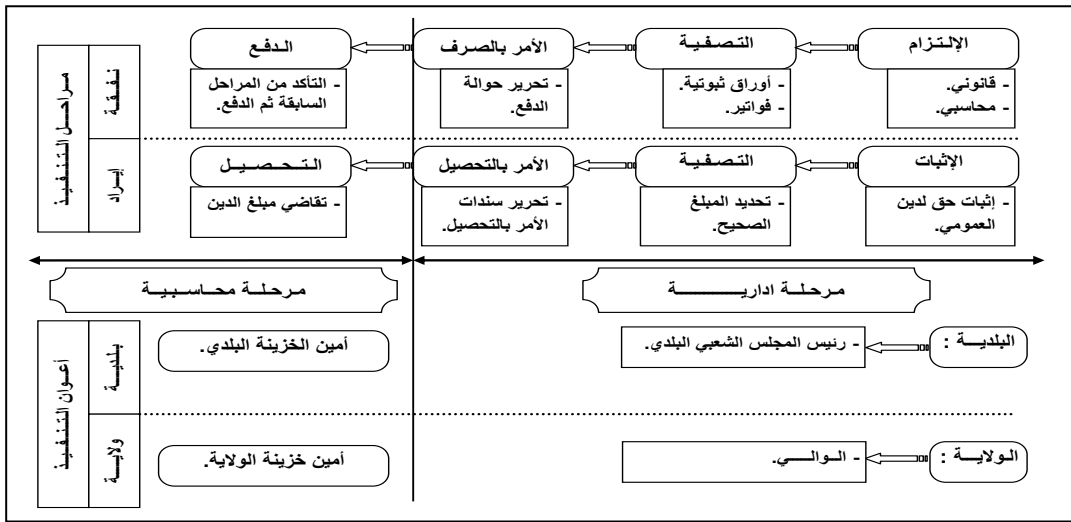 مراحل التنفيذ
نفقة
الإلتزام
التصفية
الأمر بالصرف
الدفع
- قانوني.
- محاسبي.
- أوراق ثبوتية.
- فواتير.
- تحرير حوالة
الدفع.
- التأكد من المراحل
السابقة ثم الدفع.
إيراد
الإثبات
التصفية
الأمر بالتحصيل
التحصيل
- إثبات حق لدين
العمومي.
- تحديد المبلغ
الصحيح.
- تحرير سندات
الأمر بالتحصيل.
- تقاضي مبلغ الدين
مرحلة ادارية
مرحلة محاسبية
أعوان التنفيذ
بلدية
البلدية :
- رئيس المجلس الشعبي البلدي.
أمين الخزينة البلدي.
ولاية
الولاية :
- الوالي.
أمين خزينة الولاية.